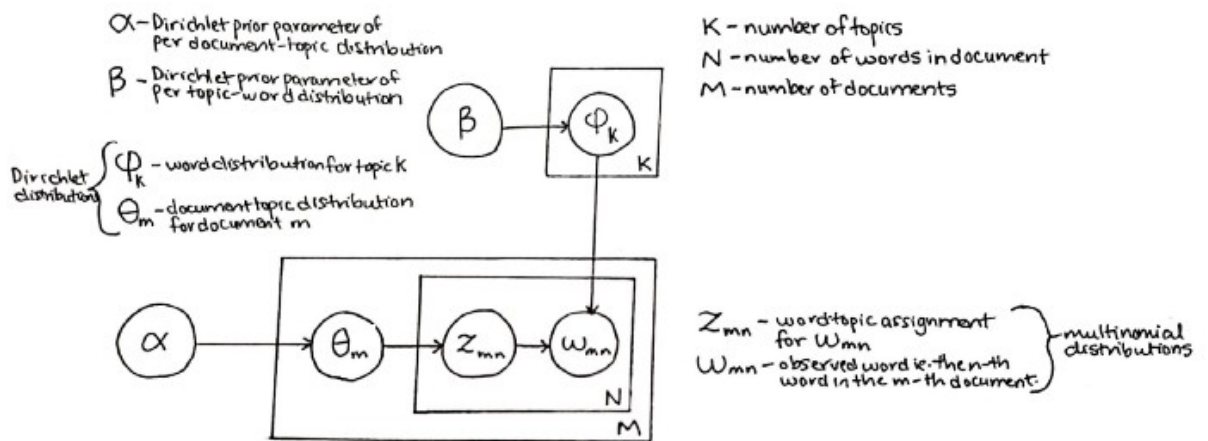 α - Dirichlet prior parameter of
per document-topic distribution
β - Dirichlet prior parameter of
per topic-word distribution
K - number of topics
N - number of words in document
M - number of documents
β
φk
K
Dirichlet
distribution
φk - word distribution for topic k
θm - document topic distribution
for document m
α
θm
Zmn
wmn
N
M
Zmn - word topic assignment
for wmn
wmn - observed word i.e. the n-th
word in the m-th document.
multinomial
distributions